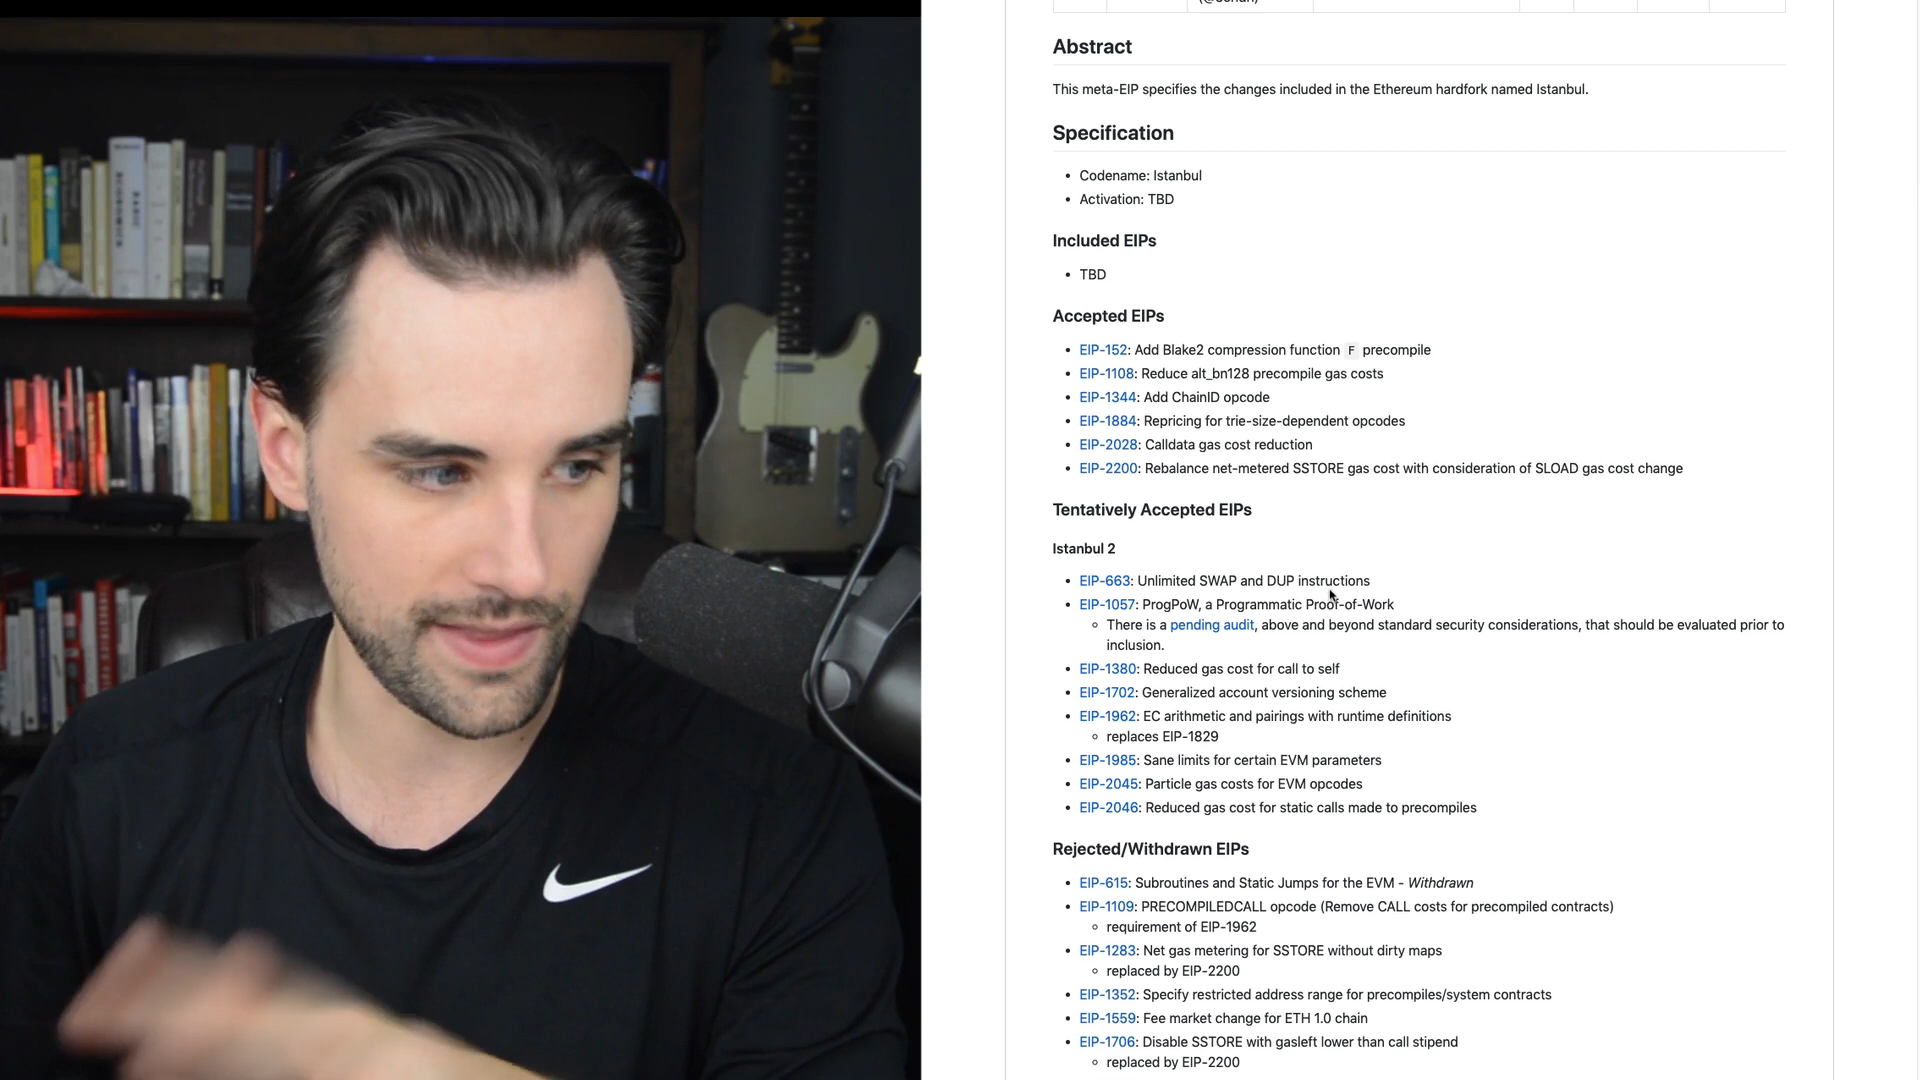 Abstract
This meta-EIP specifies the changes included in the Ethereum hardfork named Istanbul.
Specification
• Codename: Istanbul
• Activation: TBD
Included EIPs
• TBD
Accepted EIPs
• EIP-152: Add Blake2 compression function F precompile
• EIP-1108: Reduce alt_bn128 precompile gas costs
• EIP-1344: Add ChainID opcode
• EIP-1884: Repricing for trie-size-dependent opcodes
• EIP-2028: Calldata gas cost reduction
• EIP-2200: Rebalance net-metered SSTORE gas cost with consideration of SLOAD gas cost change
Tentatively Accepted EIPs
Istanbul 2
• EIP-663: Unlimited SWAP and DUP instructions
• EIP-1057: ProgPoW, a Programmatic Proof-of-Work
◦ There is a pending audit, above and beyond standard security considerations, that should be evaluated prior to
inclusion.
• EIP-1380: Reduced gas cost for call to self
• EIP-1702: Generalized account versioning scheme
• EIP-1962: EC arithmetic and pairings with runtime definitions
◦ replaces EIP-1829
• EIP-1985: Sane limits for certain EVM parameters
• EIP-2045: Particle gas costs for EVM opcodes
• EIP-2046: Reduced gas cost for static calls made to precompiles
Rejected/Withdrawn EIPs
• EIP-615: Subroutines and Static Jumps for the EVM - Withdrawn
• EIP-1109: PRECOMPILEDCALL opcode (Remove CALL costs for precompiled contracts)
◦ requirement of EIP-1962
• EIP-1283: Net gas metering for SSTORE without dirty maps
◦ replaced by EIP-2200
• EIP-1352: Specify restricted address range for precompiles/system contracts
• EIP-1559: Fee market change for ETH 1.0 chain
• EIP-1706: Disable SSTORE with gasleft lower than call stipend
◦ replaced by EIP-2200